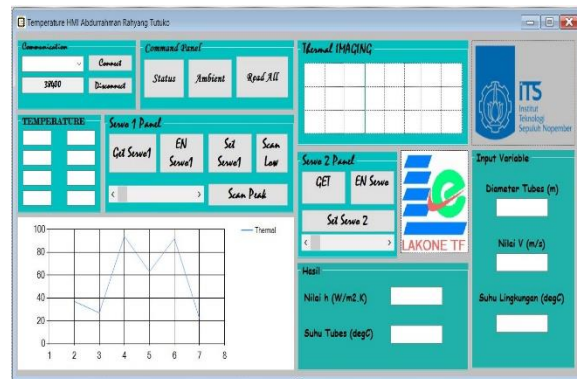 Temperature HMI Abdurrahman Rahyang Tutuko
Communication
Connect
38400
Disconnect
Command Panel
Status
Ambient
Read All
Thermal IMAGING
iTS
Institut
Teknologi
Sepuluh Nopember
TEMPERATURE
Servo 1 Panel
Get Servo1
EN
Servo1
Set
Servo1
Scan
Low
Scan Peak
Servo 2 Panel
GET
EN Servo
Set Servo 2
LAKONE TF
Input Variable
Diameter Tubes (m)
Nilai V (m/s)
Suhu Lingkungan (degC)
Thermal
100
80
60
40
20
0
1 2 3 4 5 6 7 8
Hasil
Nilai h (W/m2.K)
Suhu Tubes (degC)